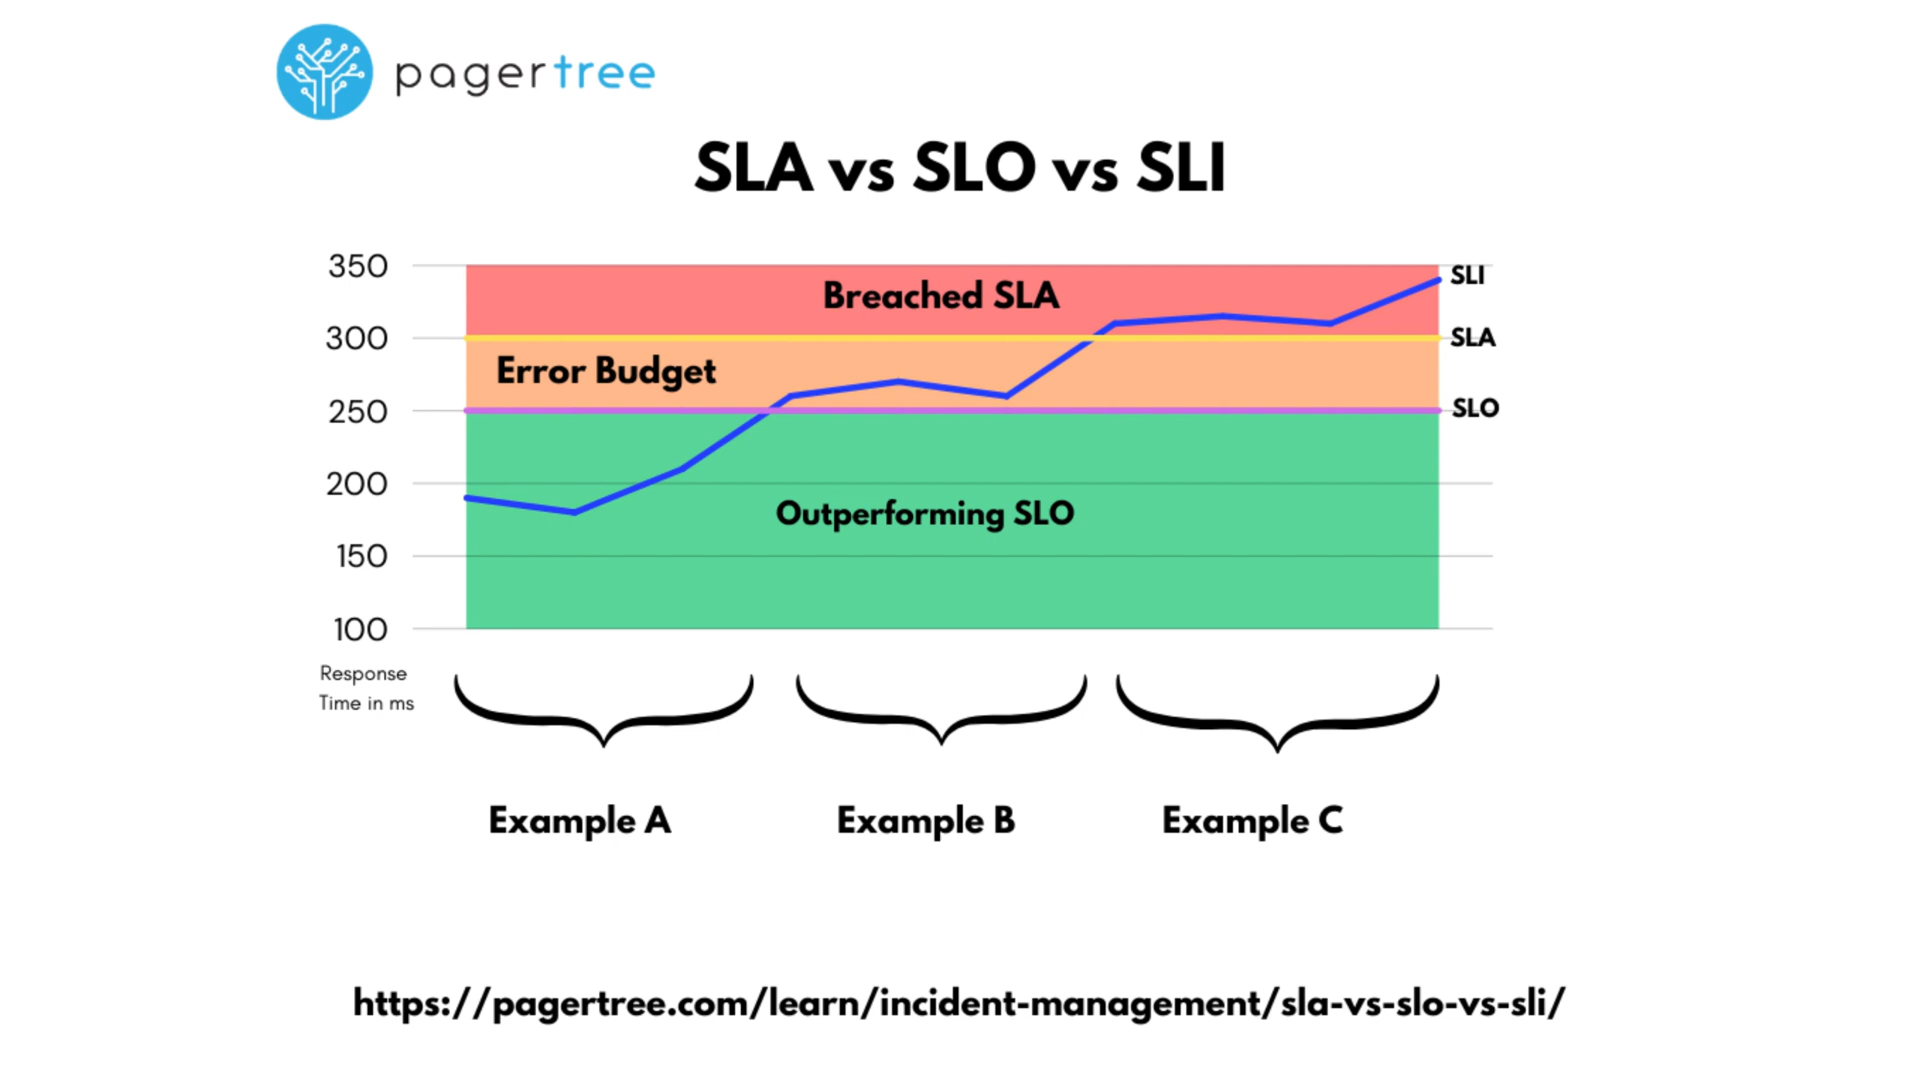 pagertree
SLA vs SLO vs SLI
350
SLI
Breached SLA
300
SLA
Error Budget
250
SLO
200
Outperforming SLO
150
100
Response
Time in ms
Example A
Example B
Example C
https://pagertree.com/learn/incident-management/sla-vs-slo-vs-sli/